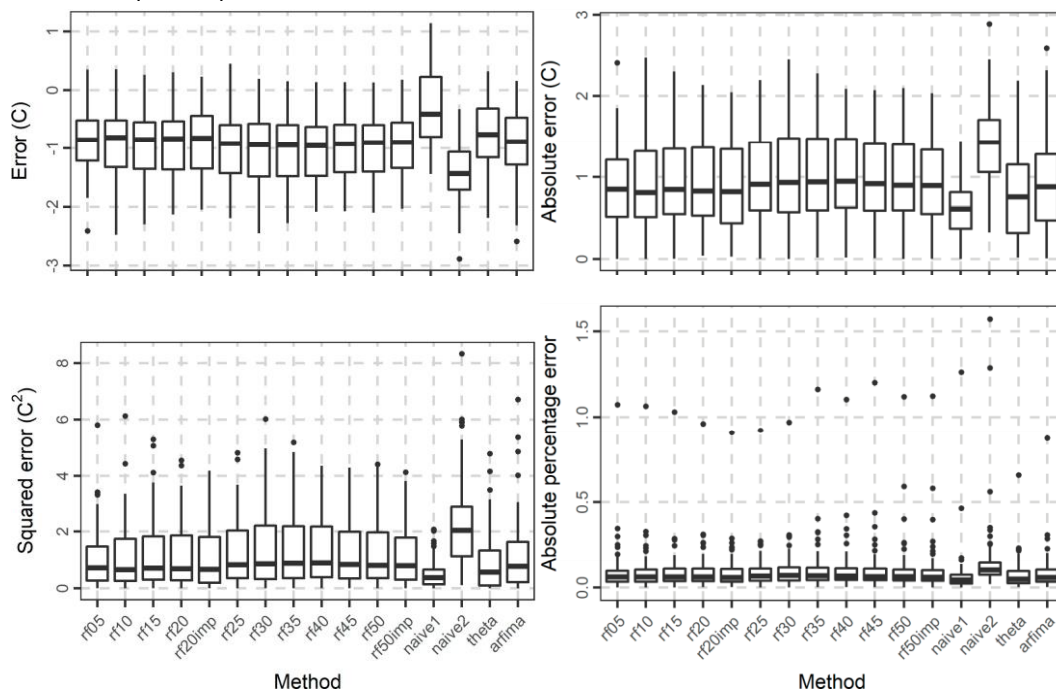 Error (C)
1
0
-1
-2
-3
Absolute error (C)
3
2
1
0
Squared error (C²)
8
6
4
2
0
rf05
rf10
rf15
rf20
rf20imp
rf25
rf30
rf35
rf40
rf45
rf50
rf50imp
naive1
naive2
theta
arfima
Method
Absolute percentage error
1.5
1.0
0.5
0.0
rf05
rf10
rf15
rf20
rf20imp
rf25
rf30
rf35
rf40
rf45
rf50
rf50imp
naive1
naive2
theta
arfima
Method